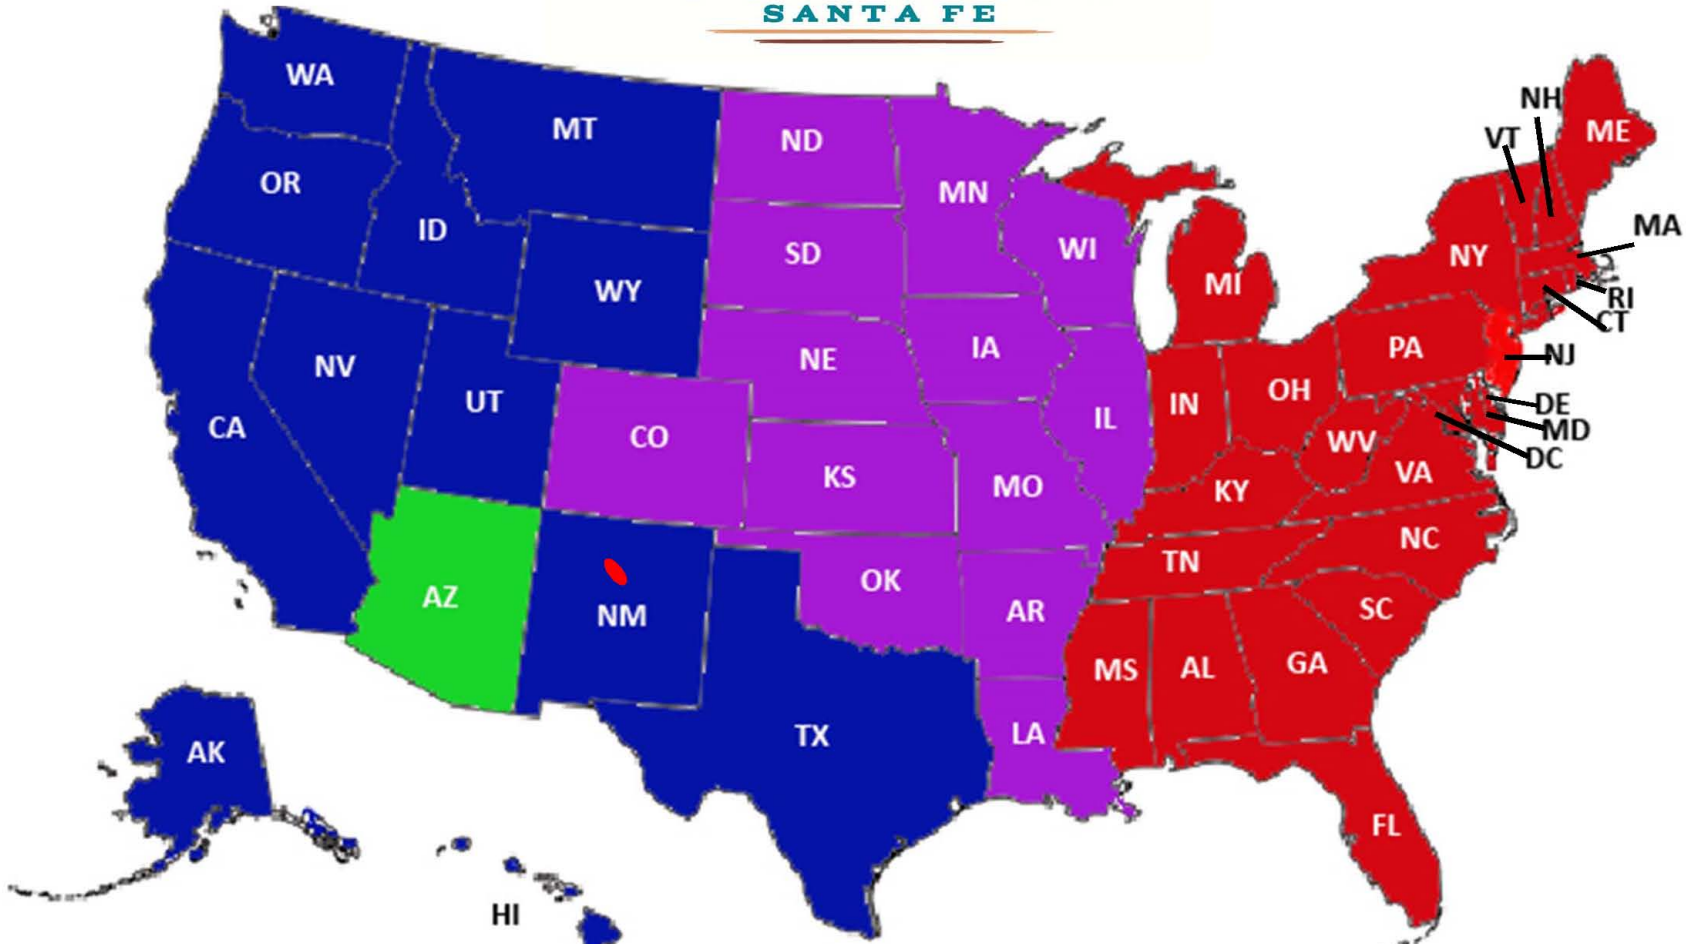 SANTA FE
WA
MT
ND
MN
NH
ME
VT
OR
ID
SD
WI
NY
MA
WY
MI
RI
CT
NV
NE
IA
PA
NJ
UT
CA
CO
KS
MO
IL
IN
OH
DE
MD
DC
WV
VA
KY
NC
TN
AZ
NM
OK
AR
SC
MS
AL
GA
LA
TX
AK
FL
HI